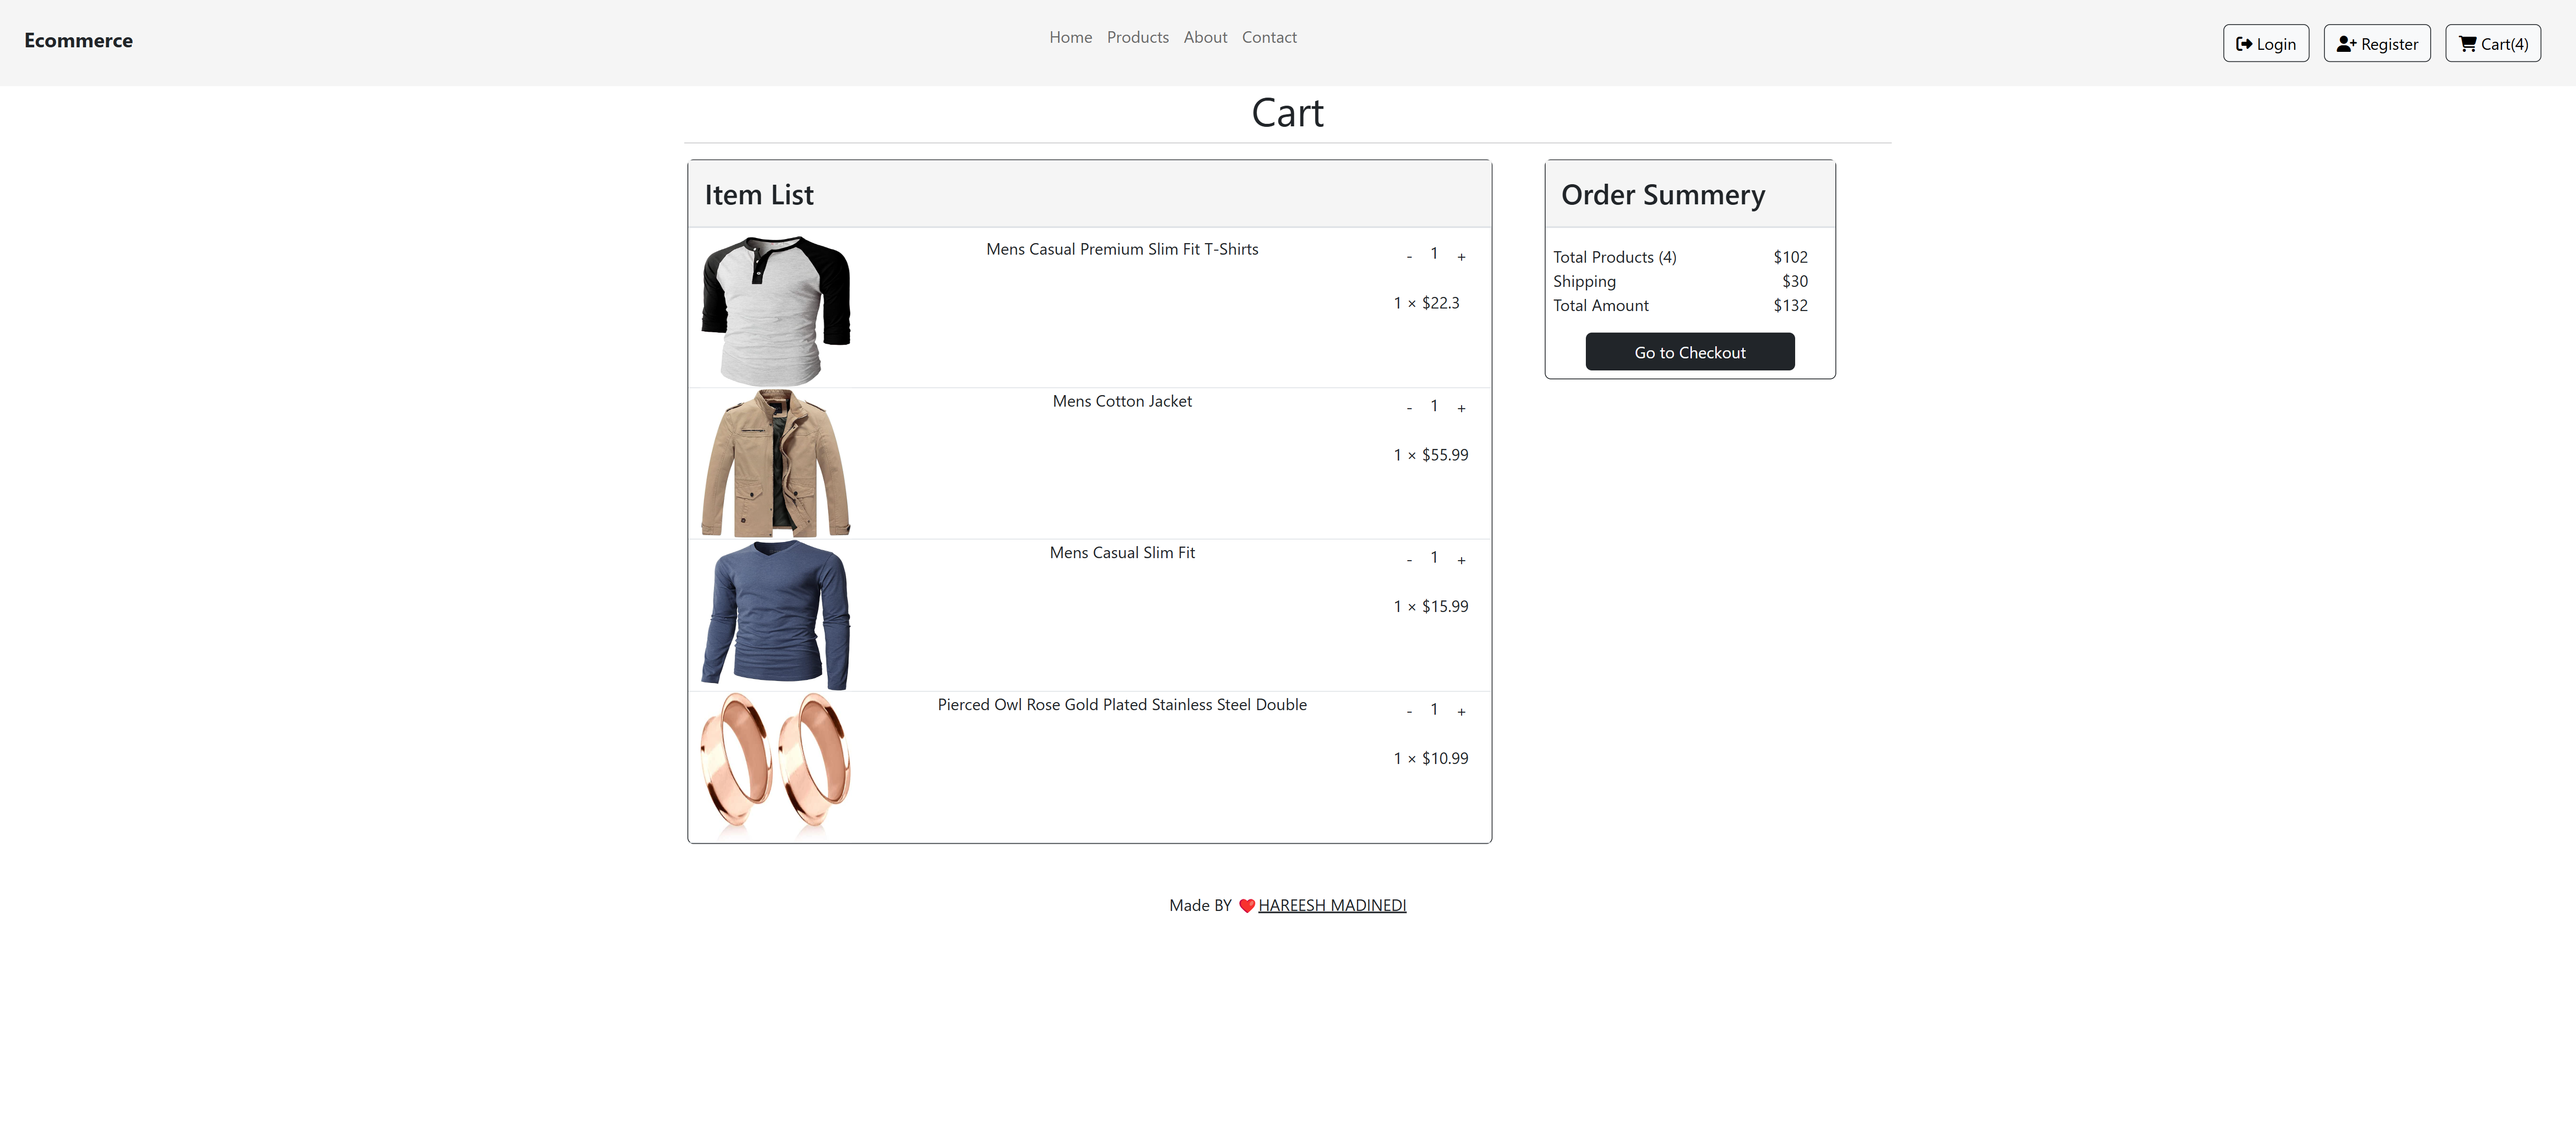 Ecommerce
Home Products About Contact
Login Register Cart(4)
Cart
Item List
Mens Casual Premium Slim Fit T-Shirts
- 1 +
1 × $22.3
Mens Cotton Jacket
- 1 +
1 × $55.99
Mens Casual Slim Fit
- 1 +
1 × $15.99
Pierced Owl Rose Gold Plated Stainless Steel Double
- 1 +
1 × $10.99
Order Summery
Total Products (4) $102
Shipping $30
Total Amount $132
Go to Checkout
Made BY ❤️HAREESH MADINEDI